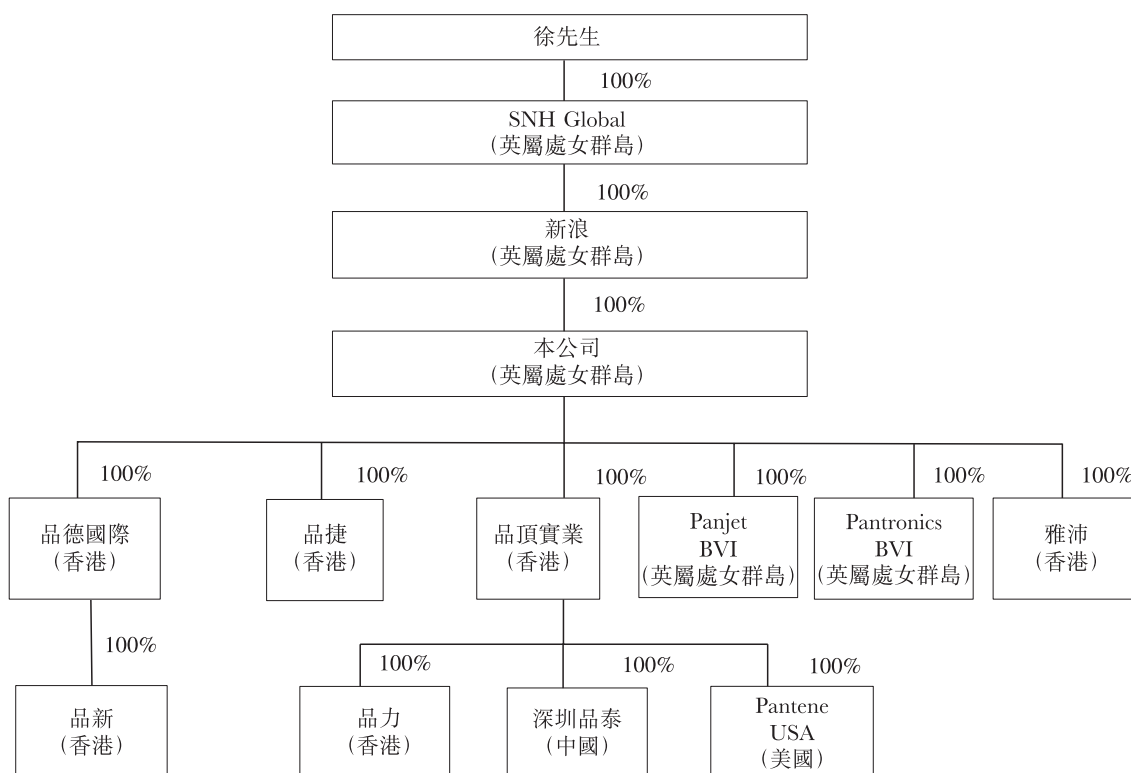 徐先生
100%
SNH Global
(英屬處女群島)
100%
新浪
(英屬處女群島)
100%
本公司
(英屬處女群島)
100%
100%
100%
100%
100%
100%
品德國際
(香港)
品捷
(香港)
品頂實業
(香港)
Panjet
BVI
(英屬處女群島)
Pantronics
BVI
(英屬處女群島)
雅沛
(香港)
100%
100%
100%
100%
品新
(香港)
品力
(香港)
深圳品泰
(中國)
Pantene
USA
(美國)